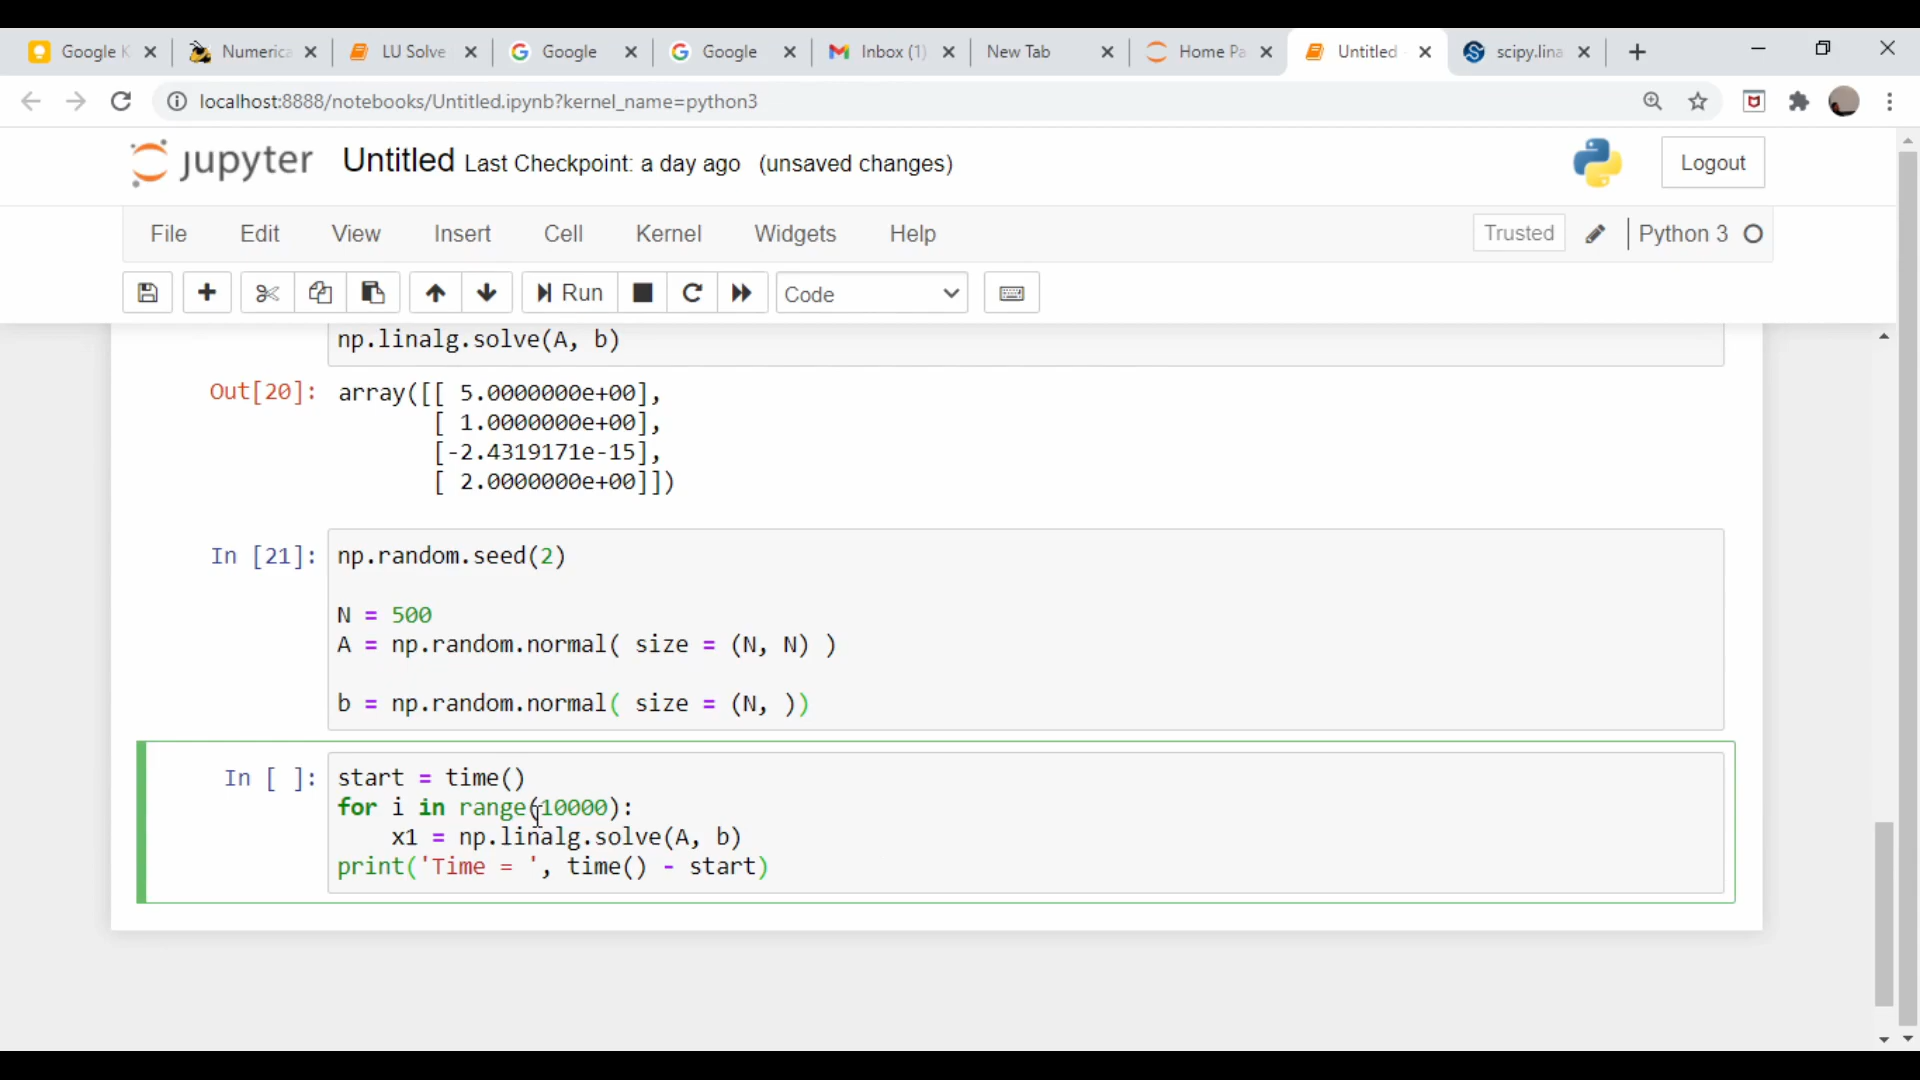 Google K Numerica LU Solve Google Google Inbox (1) New Tab Home Pa Untitled scipy.lina
localhost:8888/notebooks/Untitled.ipynb?kernel_name=python3
jupyter Untitled Last Checkpoint: a day ago (unsaved changes) Logout
File Edit View Insert Cell Kernel Widgets Help Trusted Python 3
Run Code
np.linalg.solve(A, b)
Out[20]: array([[ 5.0000000e+00],
[ 1.0000000e+00],
[-2.4319171e-15],
[ 2.0000000e+00]])
In [21]: np.random.seed(2)
N = 500
A = np.random.normal( size = (N, N) )
b = np.random.normal( size = (N, ))
In [ ]: start = time()
for i in range(10000):
x1 = np.linalg.solve(A, b)
print('Time = ', time() - start)